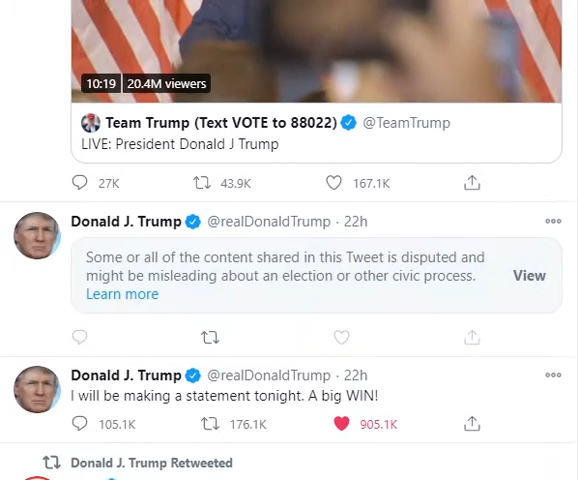 10:19 20.4M viewers
Team Trump (Text VOTE to 88022) @TeamTrump
LIVE: President Donald J Trump
27K 43.9K 167.1K
Donald J. Trump @realDonaldTrump · 22h
Some or all of the content shared in this Tweet is disputed and
might be misleading about an election or other civic process.
View
Learn more
Donald J. Trump @realDonaldTrump · 22h
I will be making a statement tonight. A big WIN!
105.1K 176.1K 905.1K
Donald J. Trump Retweeted